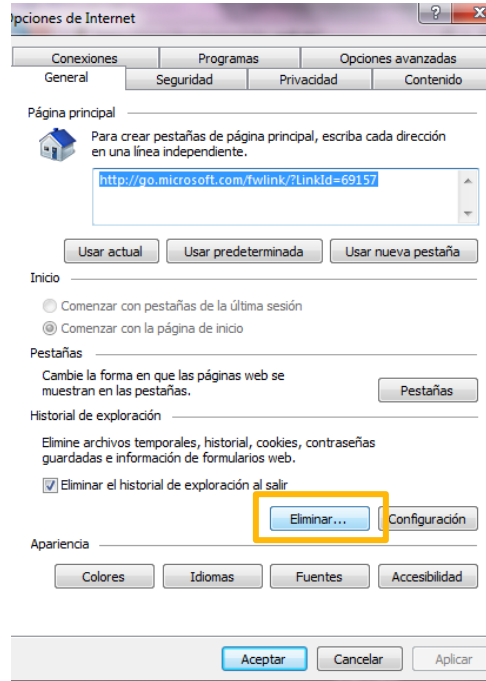 Opciones de Internet
?
X
Conexiones Programas Opciones avanzadas
General Seguridad Privacidad Contenido
Página principal
Para crear pestañas de página principal, escriba cada dirección
en una línea independiente.
http://go.microsoft.com/fwlink/?LinkId=69157
Usar actual Usar predeterminada Usar nueva pestaña
Inicio
Comenzar con pestañas de la última sesión
Comenzar con la página de inicio
Pestañas
Cambie la forma en que las páginas web se
muestran en las pestañas.
Pestañas
Historial de exploración
Elimine archivos temporales, historial, cookies, contraseñas
guardadas e información de formularios web.
Eliminar el historial de exploración al salir
Eliminar... Configuración
Apariencia
Colores Idiomas Fuentes Accesibilidad
Aceptar Cancelar Aplicar